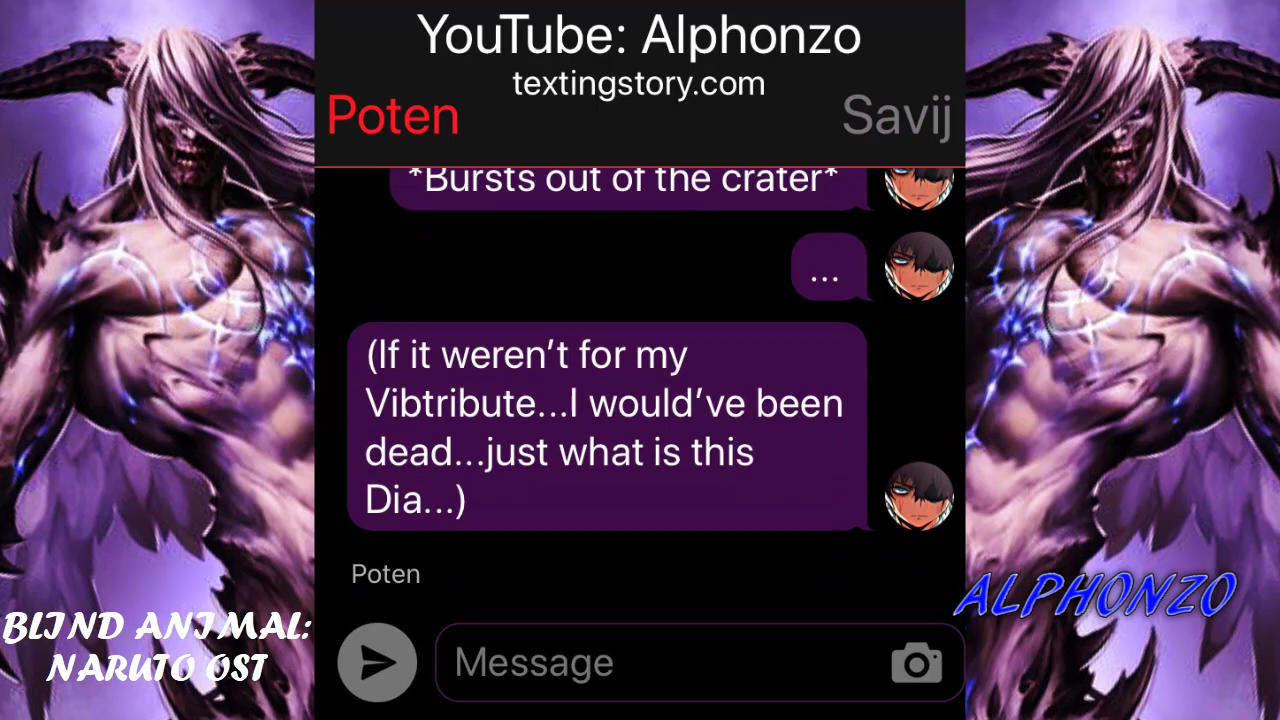 YouTube: Alphonzo
textingstory.com
Poten
Savij
*Bursts out of the crater*
...
(If it weren’t for my
Vibtribute...I would’ve been
dead...just what is this
Dia...)
Poten
Message
BLIND ANIMAL:
NARUTO OST
ALPHONZO